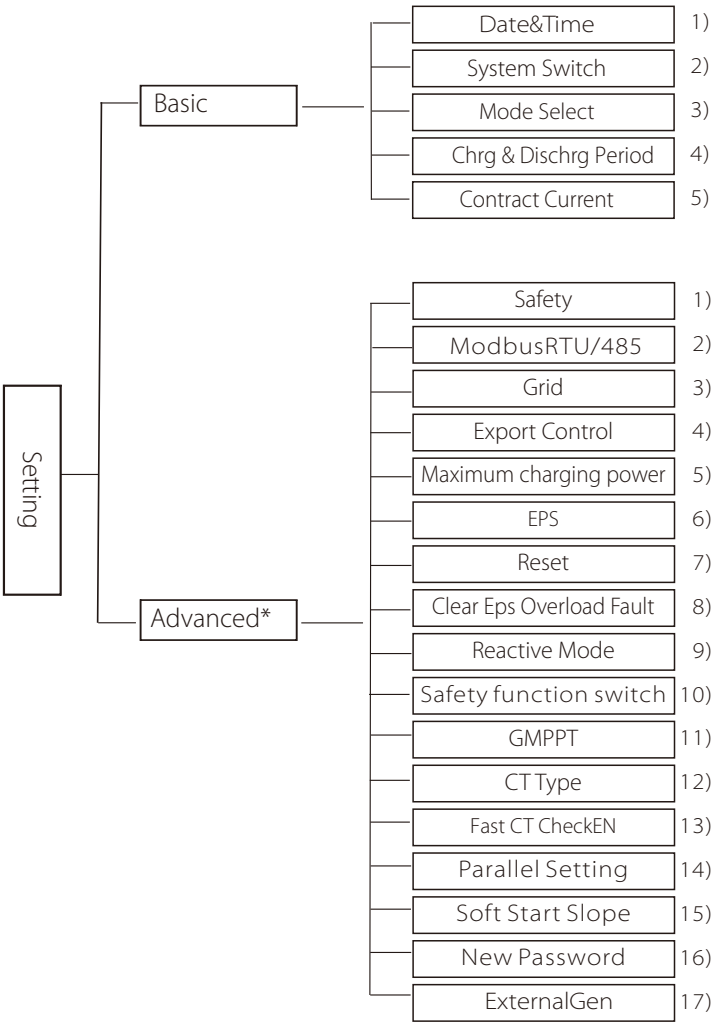 Setting
Basic
Date&Time 1)
System Switch 2)
Mode Select 3)
Chrg & Dischrg Period 4)
Contract Current 5)
Advanced*
Safety 1)
ModbusRTU/485 2)
Grid 3)
Export Control 4)
Maximum charging power 5)
EPS 6)
Reset 7)
Clear Eps Overload Fault 8)
Reactive Mode 9)
Safety function switch 10)
GMPPT 11)
CT Type 12)
Fast CT CheckEN 13)
Parallel Setting 14)
Soft Start Slope 15)
New Password 16)
ExternalGen 17)